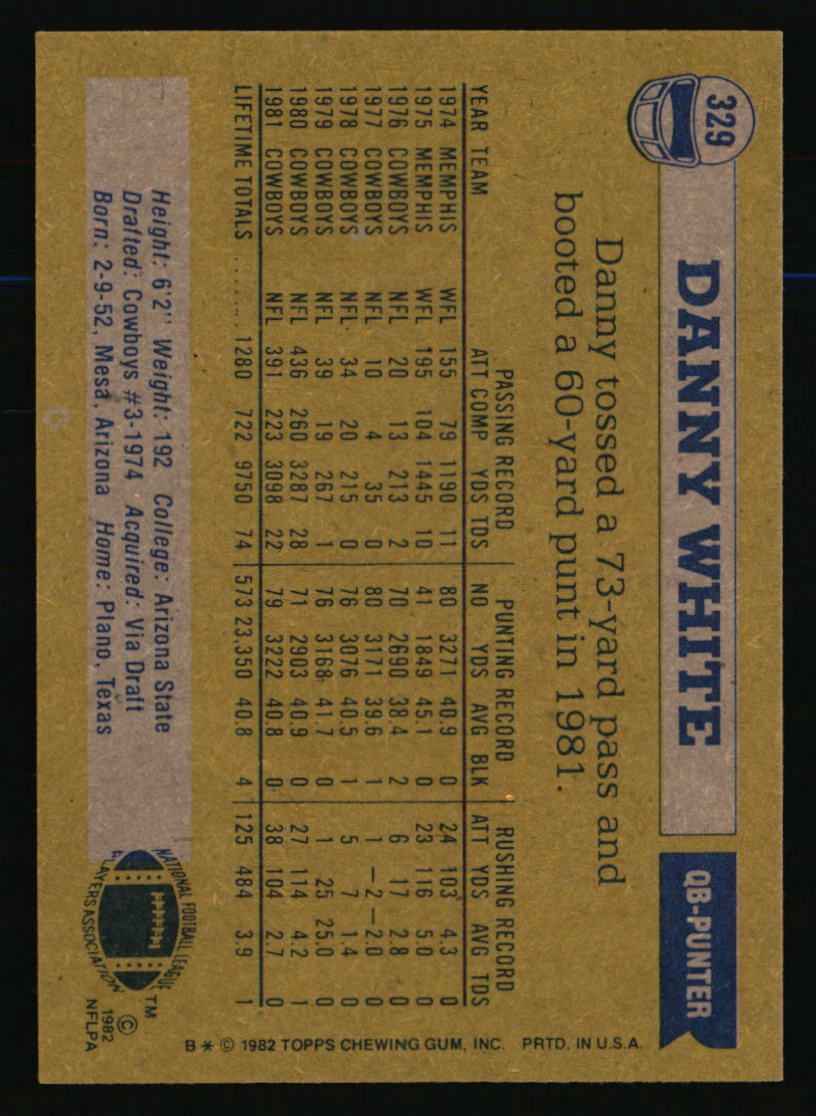 329
DANNY WHITE
QB-PUNTER
Danny tossed a 73-yard pass and
booted a 60-yard punt in 1981.
PASSING RECORD PUNTING RECORD RUSHING RECORD
YEAR TEAM ATT COMP YDS TDS NO YDS AVG BLK ATT YDS AVG TDS
1974 MEMPHIS WFL 155 79 1190 11 80 3271 40.9 0 24 103 4.3 0
1975 MEMPHIS WFL 195 104 1445 10 41 1849 45.1 0 23 116 5.0 0
1976 COWBOYS NFL 20 13 213 2 70 2690 38.4 2 6 17 2.8 0
1977 COWBOYS NFL 10 4 35 0 80 3171 39.6 1 1 -2 -2.0 0
1978 COWBOYS NFL 34 20 215 0 76 3076 40.5 1 5 7 1.4 0
1979 COWBOYS NFL 39 19 267 1 76 3168 41.7 0 1 25 25.0 0
1980 COWBOYS NFL 436 260 3287 28 71 2903 40.9 0 27 114 4.2 1
1981 COWBOYS NFL 391 223 3098 22 79 3222 40.8 0 38 104 2.7 0
LIFETIME TOTALS ...... 1280 722 9750 74 573 23,350 40.8 4 125 484 3.9 1
Height: 6'2" Weight: 192 College: Arizona State
Drafted: Cowboys #3-1974 Acquired: Via Draft
Born: 2-9-52, Mesa, Arizona Home: Plano, Texas
NATIONAL FOOTBALL LEAGUE
PLAYERS ASSOCIATION
TM
©
1982
NFLPA
B * © 1982 TOPPS CHEWING GUM, INC. PRTD. IN U.S.A.